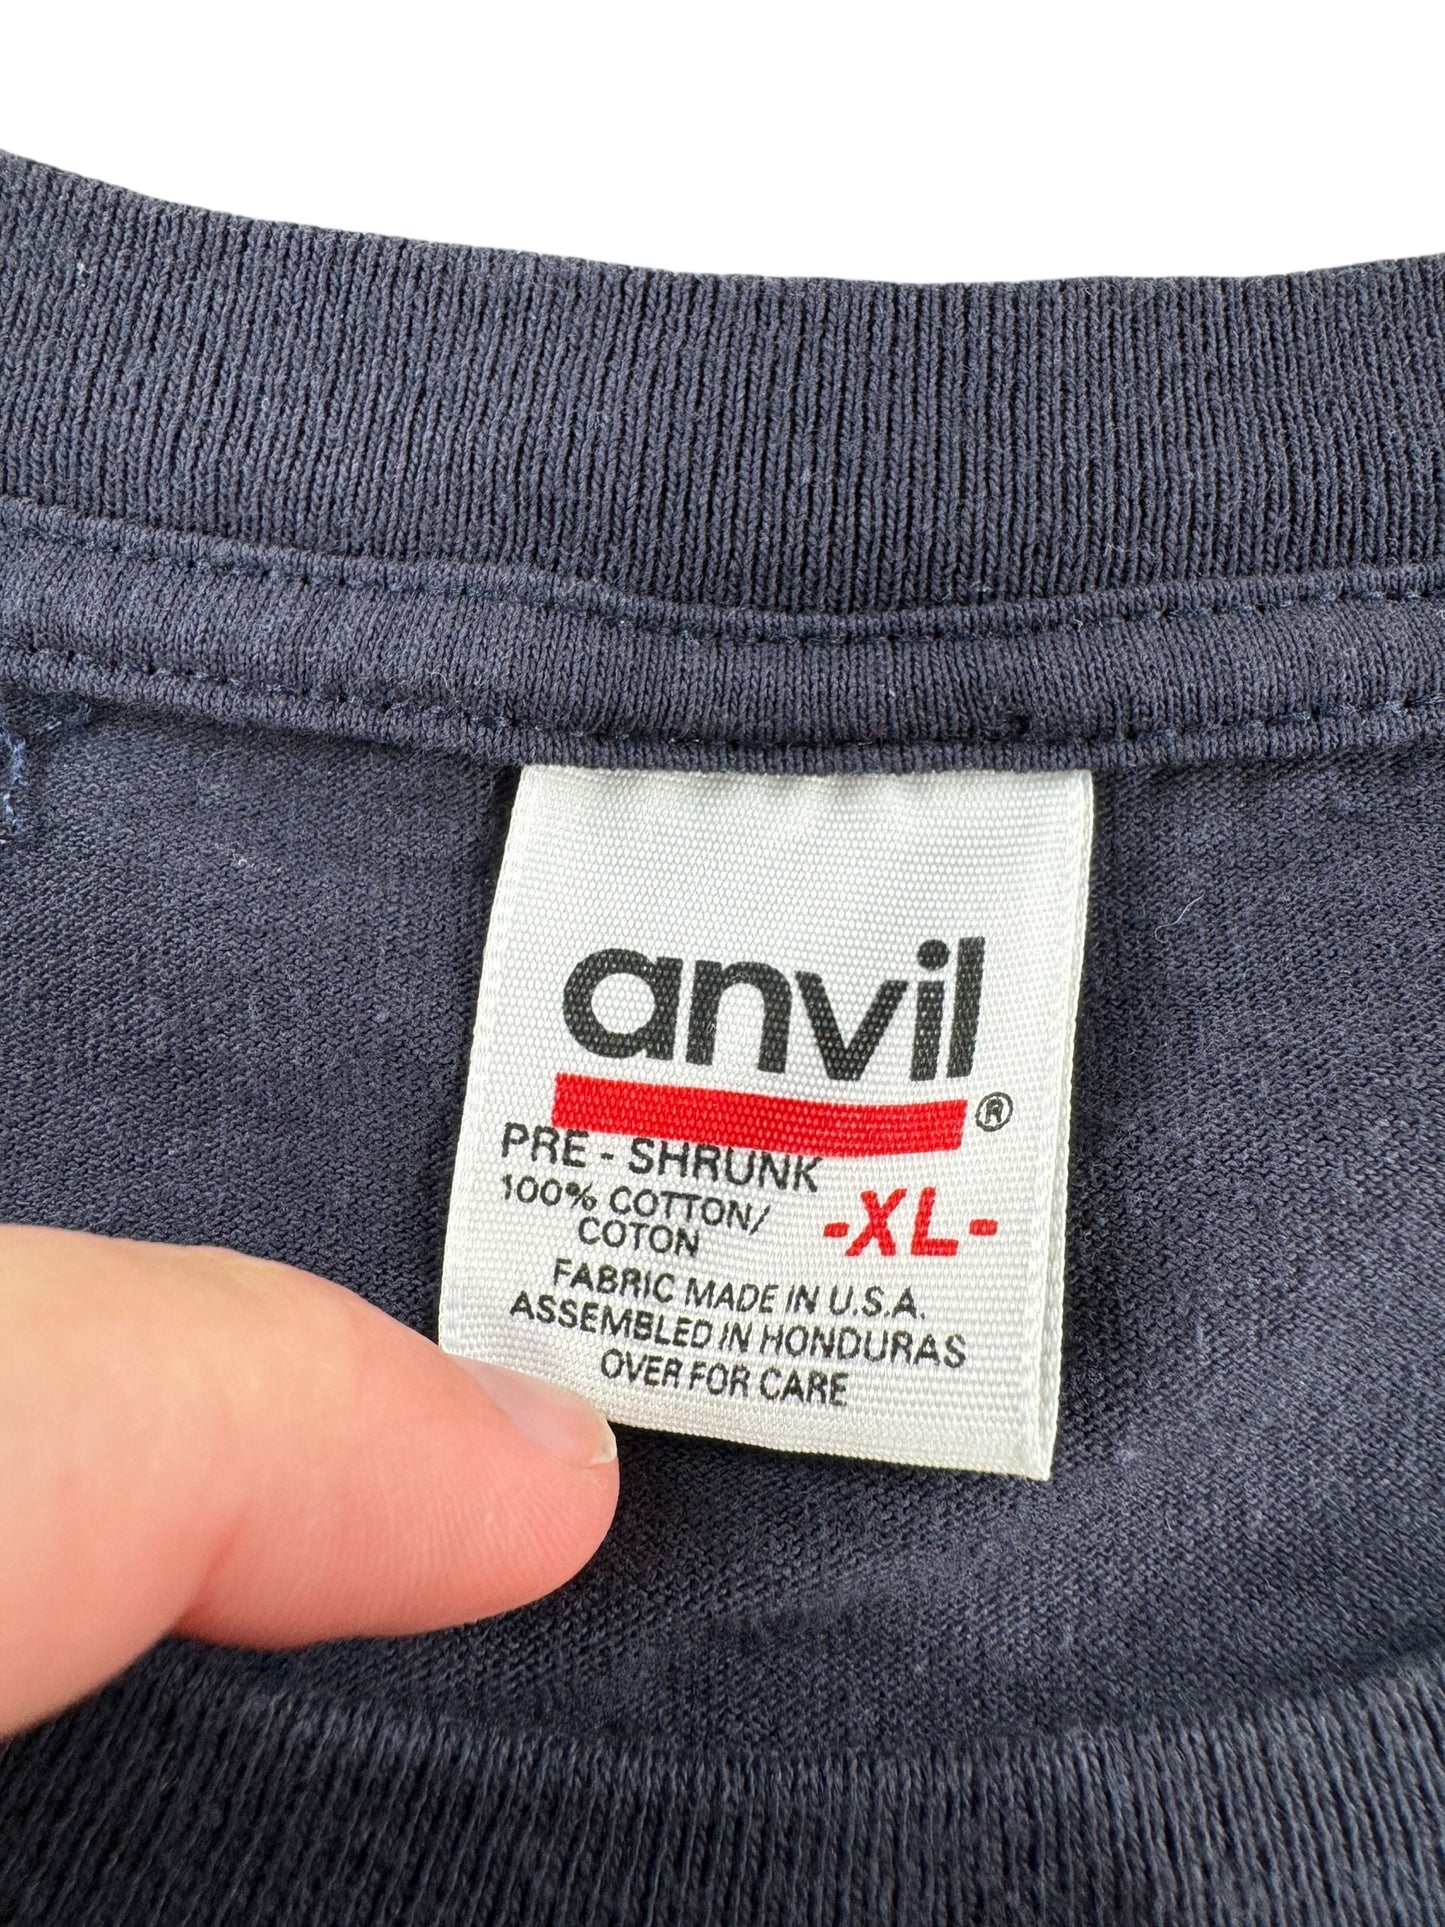 anvil
®
PRE-SHRUNK
100% COTTON/
COTON
-XL-
FABRIC MADE IN U.S.A.
ASSEMBLED IN HONDURAS
OVER FOR CARE